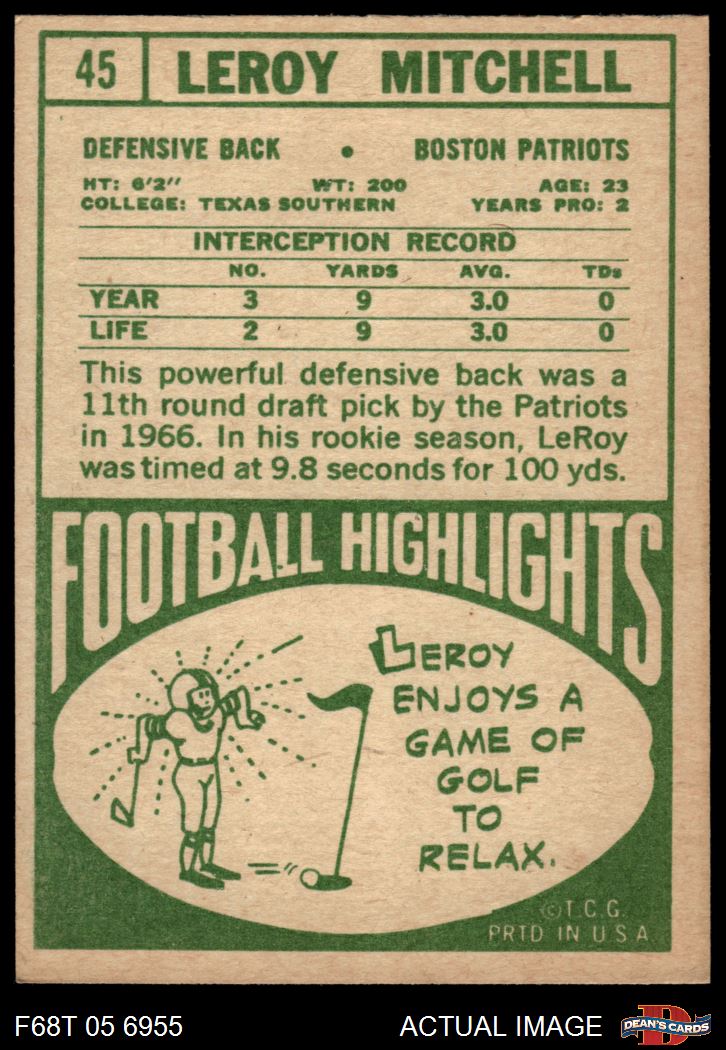 45 LEROY MITCHELL
DEFENSIVE BACK • BOSTON PATRIOTS
HT: 6'2" WT: 200 AGE: 23
COLLEGE: TEXAS SOUTHERN YEARS PRO: 2
INTERCEPTION RECORD
NO. YARDS AVG. TDs
YEAR 3 9 3.0 0
LIFE 2 9 3.0 0
This powerful defensive back was a
11th round draft pick by the Patriots
in 1966. In his rookie season, LeRoy
was timed at 9.8 seconds for 100 yds.
FOOTBALL HIGHLIGHTS
LEROY
ENJOYS A
GAME OF
GOLF
TO
RELAX.
©T.C.G.
PRTD IN U S A
F68T 05 6955 ACTUAL IMAGE D DEAN'S CARDS